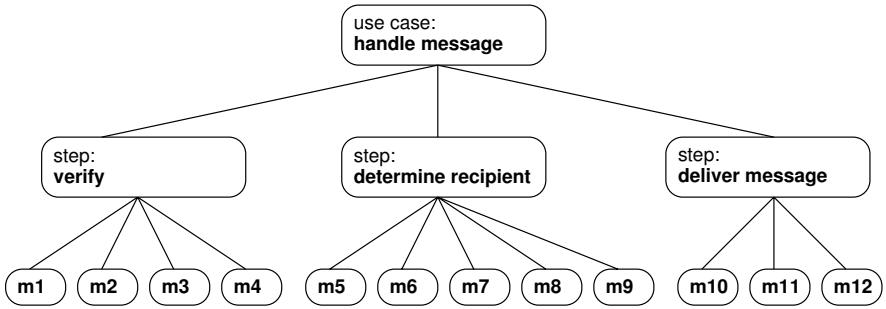 use case:
handle message
step:
verify
step:
determine recipient
step:
deliver message
m1
m2
m3
m4
m5
m6
m7
m8
m9
m10
m11
m12